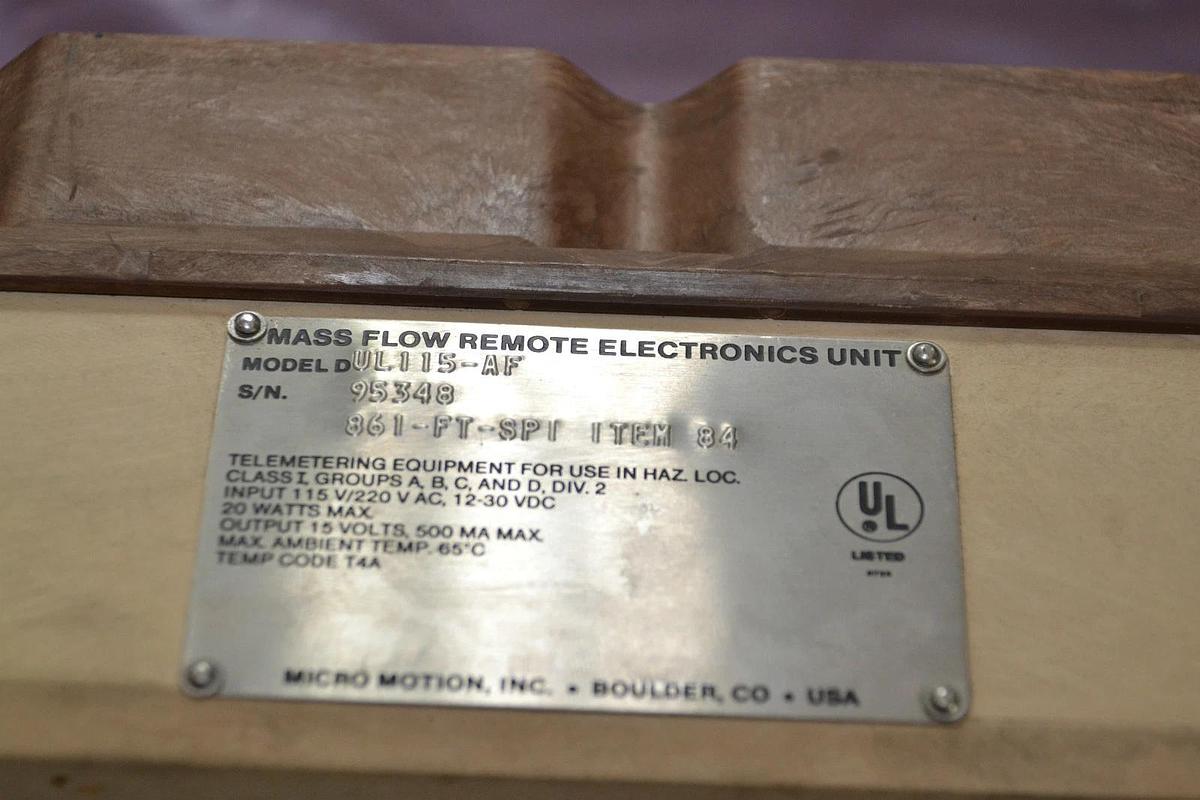 MASS FLOW REMOTE ELECTRONICS UNIT
MODEL DUL115-AF
S/N. 95348
861-FT-SPI ITEM 84
TELEMETERING EQUIPMENT FOR USE IN HAZ. LOC.
CLASS I, GROUPS A, B, C, AND D, DIV. 2
INPUT 115 V/220 V AC, 12-30 VDC
20 WATTS MAX.
OUTPUT 15 VOLTS, 500 MA MAX.
MAX. AMBIENT TEMP. 65°C
TEMP CODE T4A
UL
®
LISTED
MICRO MOTION, INC. • BOULDER, CO • USA